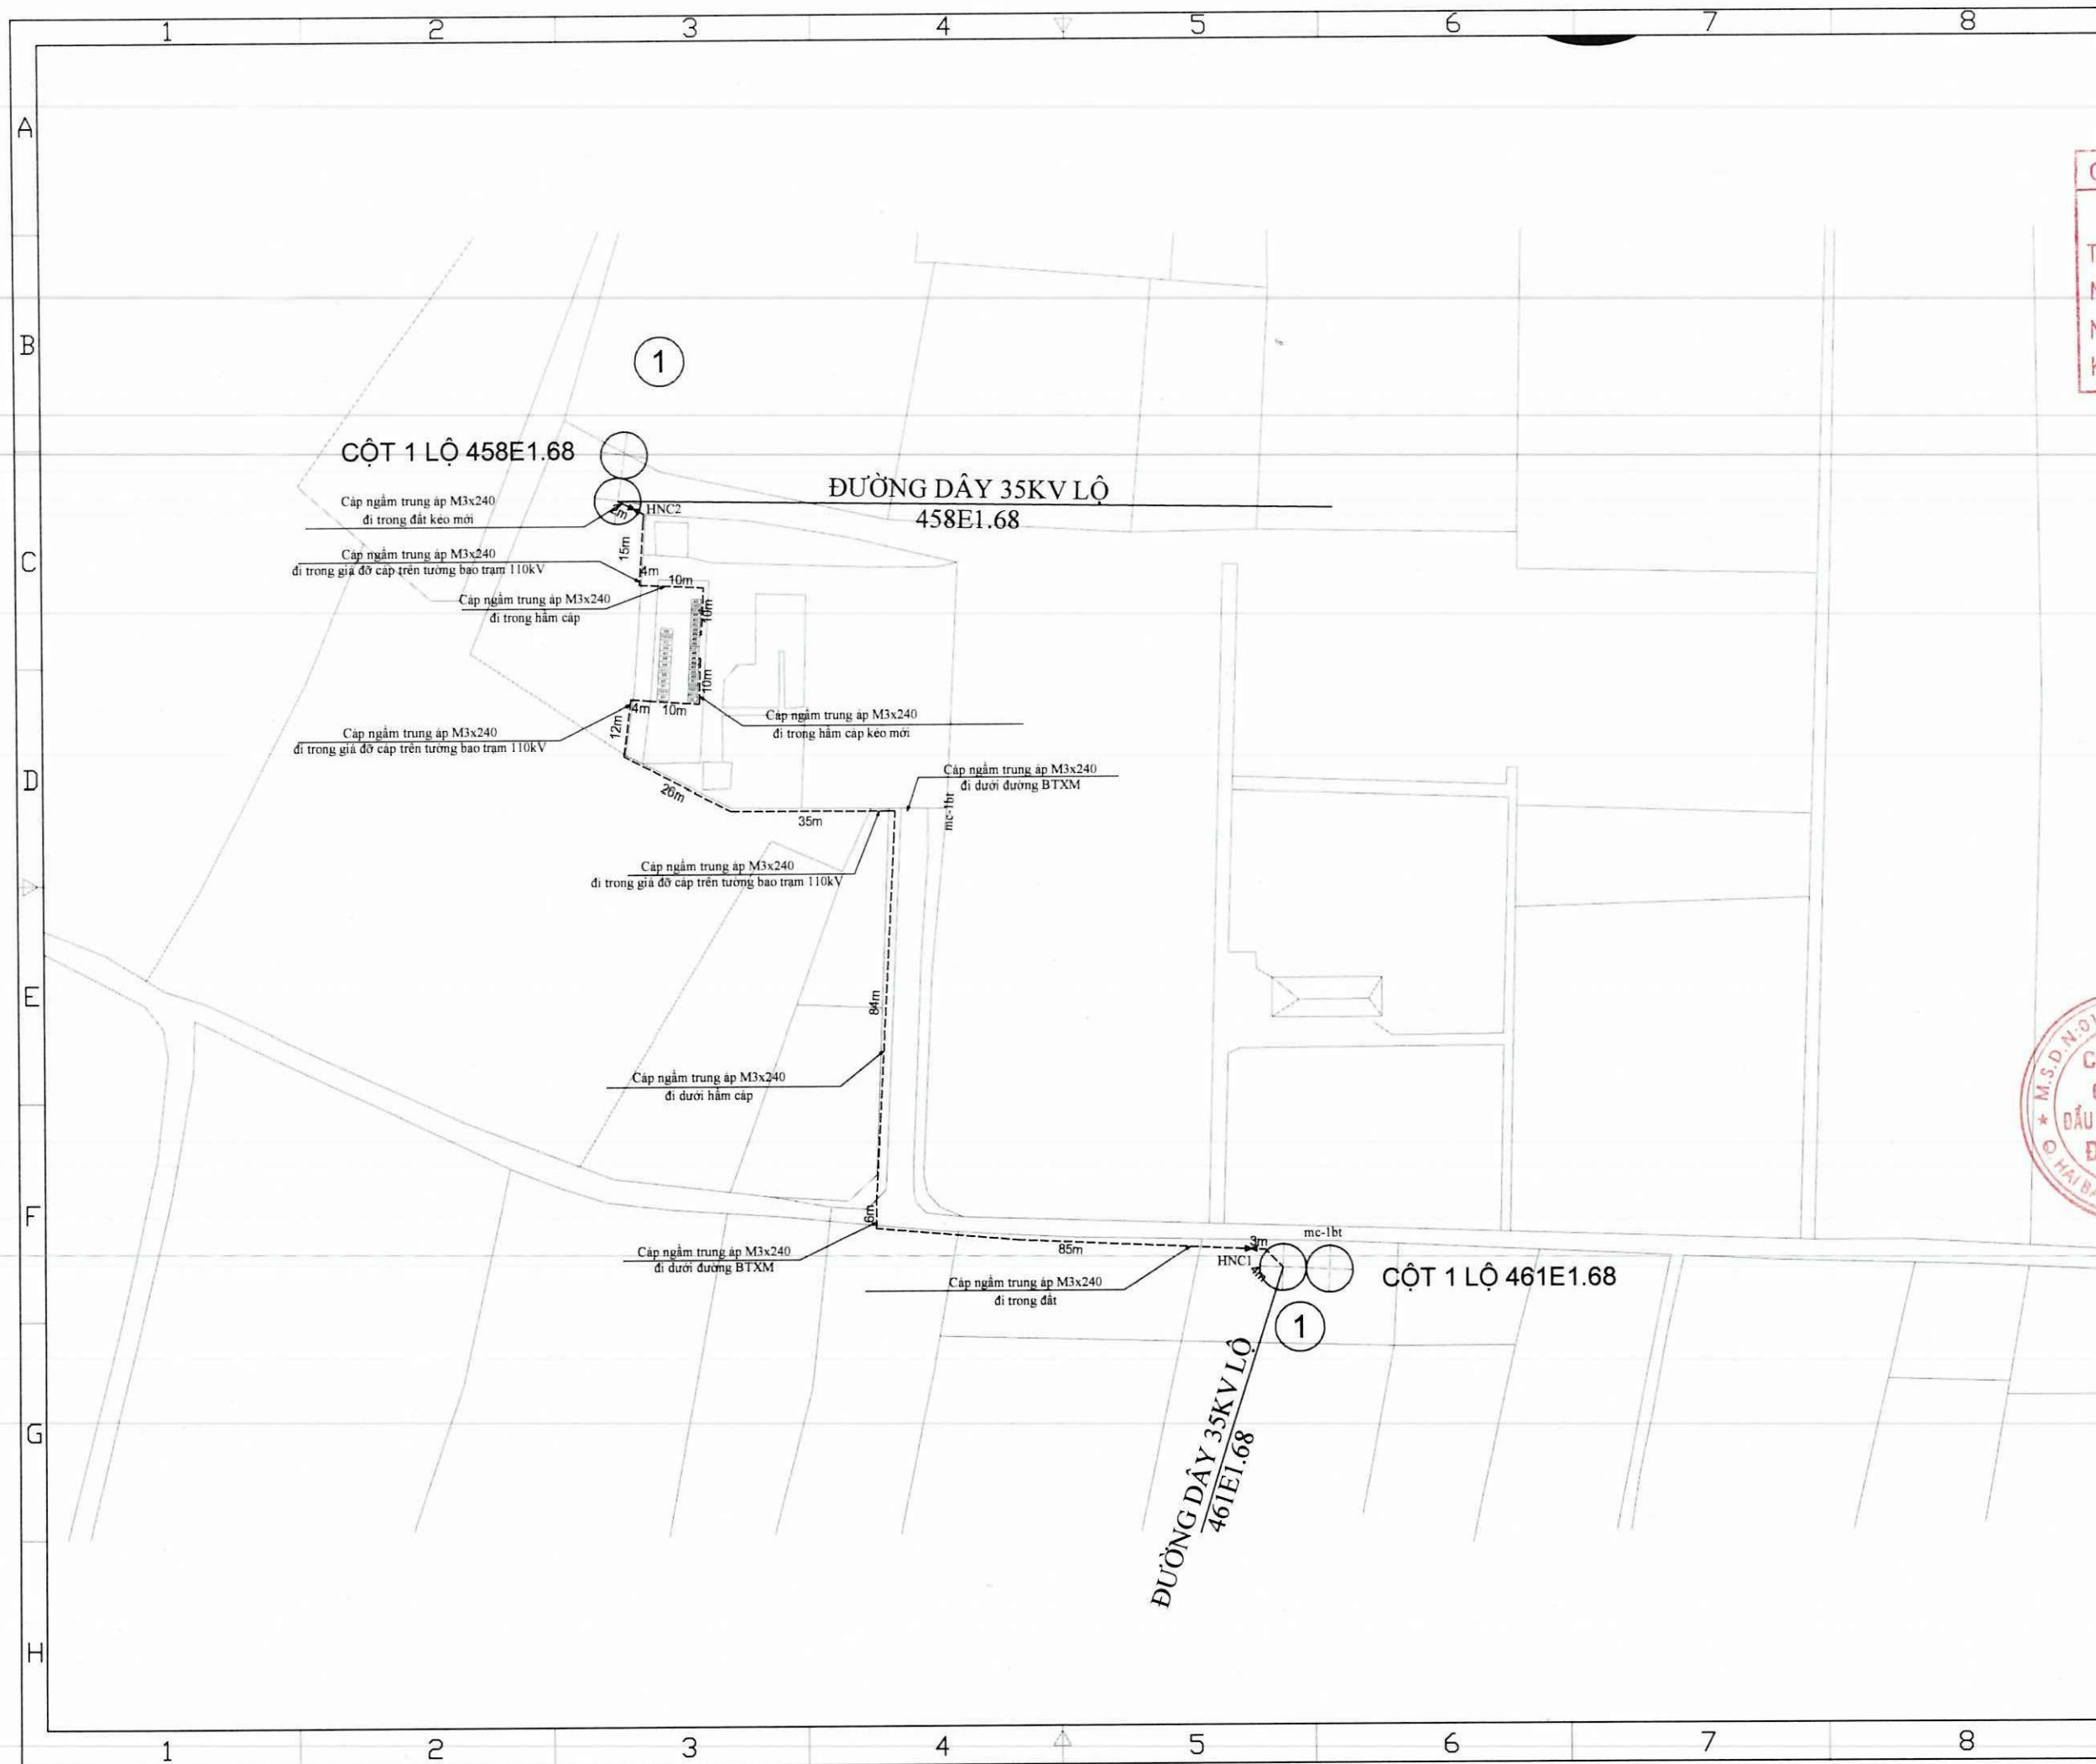 1 2 3 4 5 6 7 8
A
B
C
D
E
F
G
H
1
CỘT 1 LỘ 458E1.68
ĐƯỜNG DÂY 35KV LỘ
458E1.68
Cáp ngầm trung áp M3x240
đi trong đất kéo mới
2m
HNC2
15m
Cáp ngầm trung áp M3x240
đi trong giá đỡ cáp trên tường bao trạm 110kV
4m
10m
Cáp ngầm trung áp M3x240
đi trong hầm cáp
10m
10m
4m
10m
12m
Cáp ngầm trung áp M3x240
đi trong hầm cáp kéo mới
Cáp ngầm trung áp M3x240
đi trong giá đỡ cáp trên tường bao trạm 110kV
Cáp ngầm trung áp M3x240
đi dưới đường BTXM
mc-1bt
26m
35m
Cáp ngầm trung áp M3x240
đi trong giá đỡ cáp trên tường bao trạm 110kV
84m
Cáp ngầm trung áp M3x240
đi dưới hầm cáp
6m
Cáp ngầm trung áp M3x240
đi dưới đường BTXM
85m
3m
mc-1bt
HNC1
4m
Cáp ngầm trung áp M3x240
đi trong đất
CỘT 1 LỘ 461E1.68
1
ĐƯỜNG DÂY 35KV LỘ
461E1.68
M.S.D.N:01
ĐẤU
Q. HAI BÀ
1 2 3 4 5 6 7 8